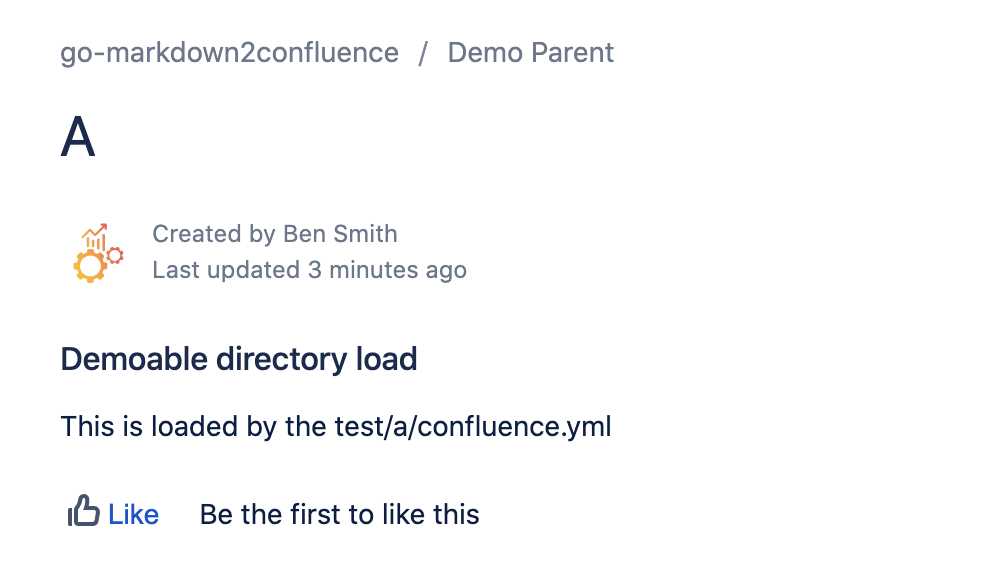 go-markdown2confluence / Demo Parent
A
Created by Ben Smith
Last updated 3 minutes ago
Demoable directory load
This is loaded by the test/a/confluence.yml
Like Be the first to like this